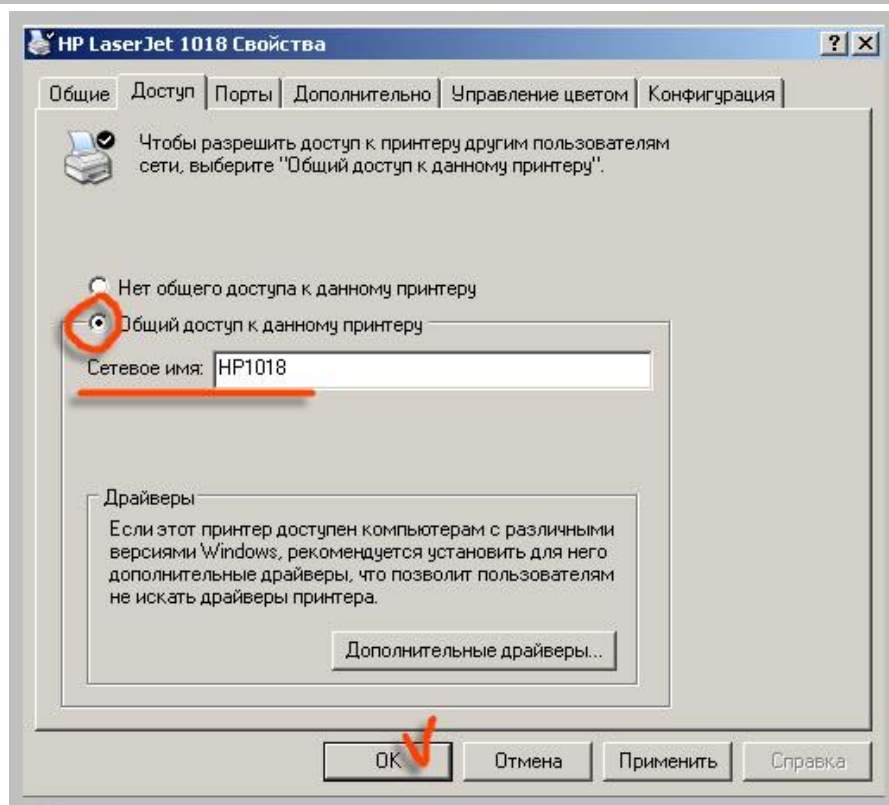 HP LaserJet 1018 Свойства
Общие Доступ Порты Дополнительно Управление цветом Конфигурация
Чтобы разрешить доступ к принтеру другим пользователям
сети, выберите "Общий доступ к данному принтеру".
Нет общего доступа к данному принтеру
Общий доступ к данному принтеру
Сетевое имя: HP1018
Драйверы
Если этот принтер доступен компьютерам с различными
версиями Windows, рекомендуется установить для него
дополнительные драйверы, что позволит пользователям
не искать драйверы принтера.
Дополнительные драйверы...
OK Отмена Применить Справка